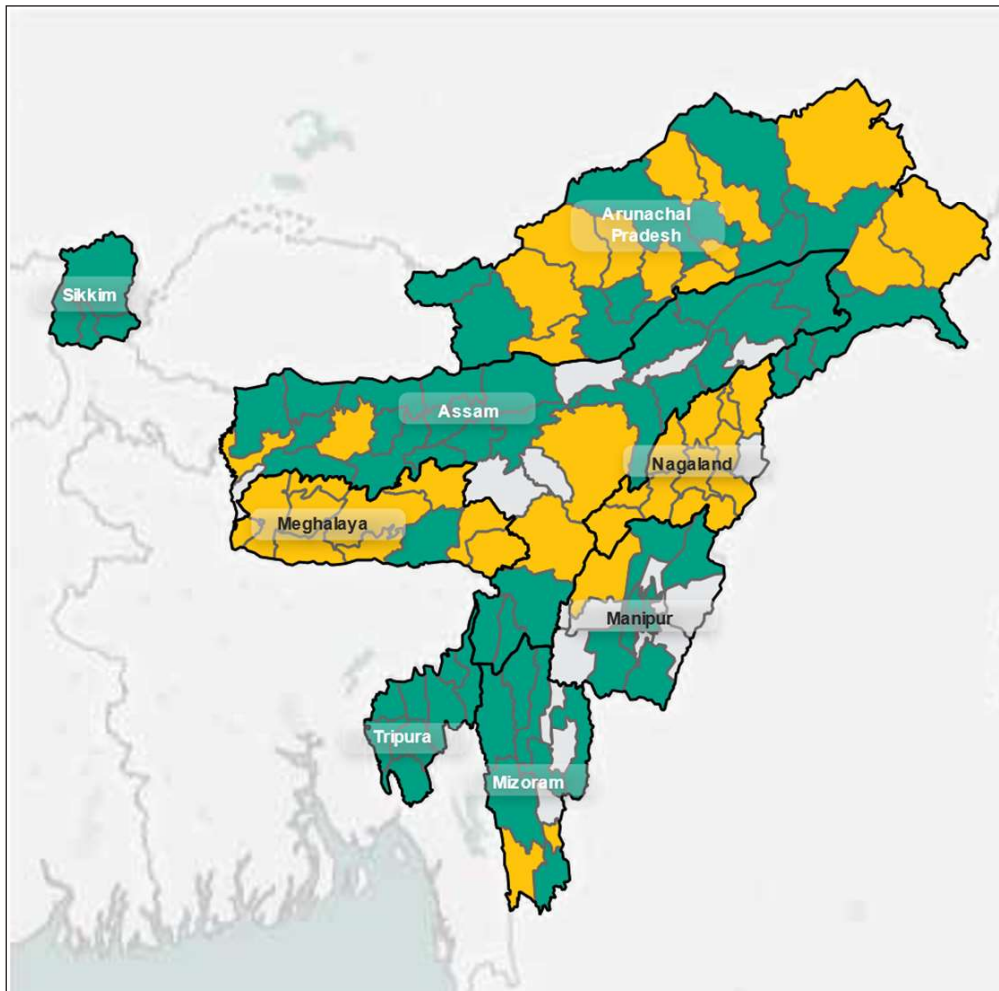 Arunachal
Pradesh
Sikkim
Assam
Nagaland
Meghalaya
Manipur
Tripura
Mizoram